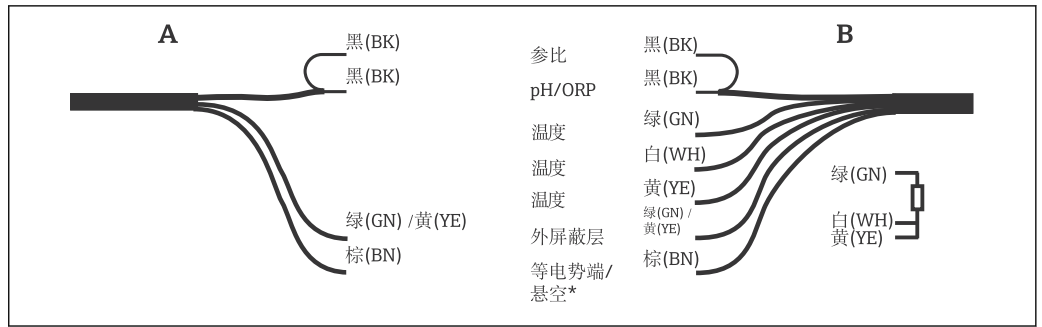 A
黑(BK)
黑(BK)
绿(GN) /黄(YE)
棕(BN)
B
参比
黑(BK)
pH/ORP
黑(BK)
温度
绿(GN)
温度
白(WH)
温度
黄(YE)
外屏蔽层
绿(GN) /
黄(YE)
等电势端/
悬空*
棕(BN)
绿(GN)
白(WH)
黄(YE)